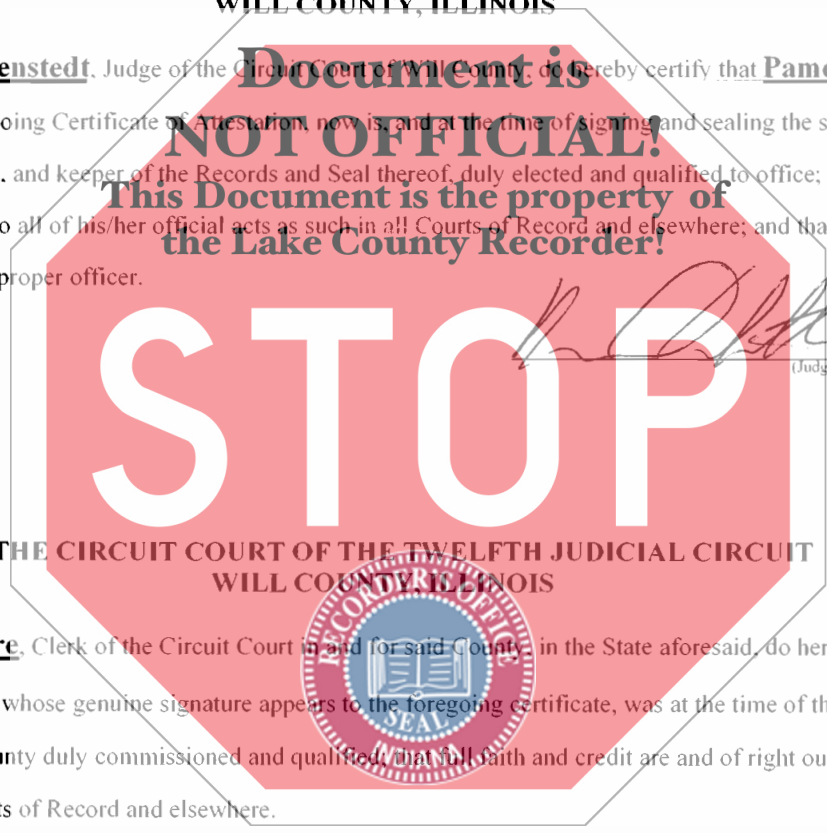 WILL COUNTY, ILLINOIS
Document is
enstedt, Judge of the Circuit Court of Will County, do hereby certify that Pame
oing Certificate of Attestation, now is, and at the time of signing and sealing the s
NOT OFFICIAL!
, and keeper of the Records and Seal thereof, duly elected and qualified to office;
This Document is the property of
o all of his/her official acts as such in all Courts of Record and elsewhere; and tha
the Lake County Recorder!
proper officer.
(Judg
STOP
THE CIRCUIT COURT OF THE TWELFTH JUDICIAL CIRCUIT
WILL COUNTY, ILLINOIS
RECORDER'S OFFICE
re, Clerk of the Circuit Court in and for said County, in the State aforesaid, do her
whose genuine signature appears to the foregoing certificate, was at the time of th
SEAL
INDIANA
nty duly commissioned and qualified; that full faith and credit are and of right ou
ts of Record and elsewhere.